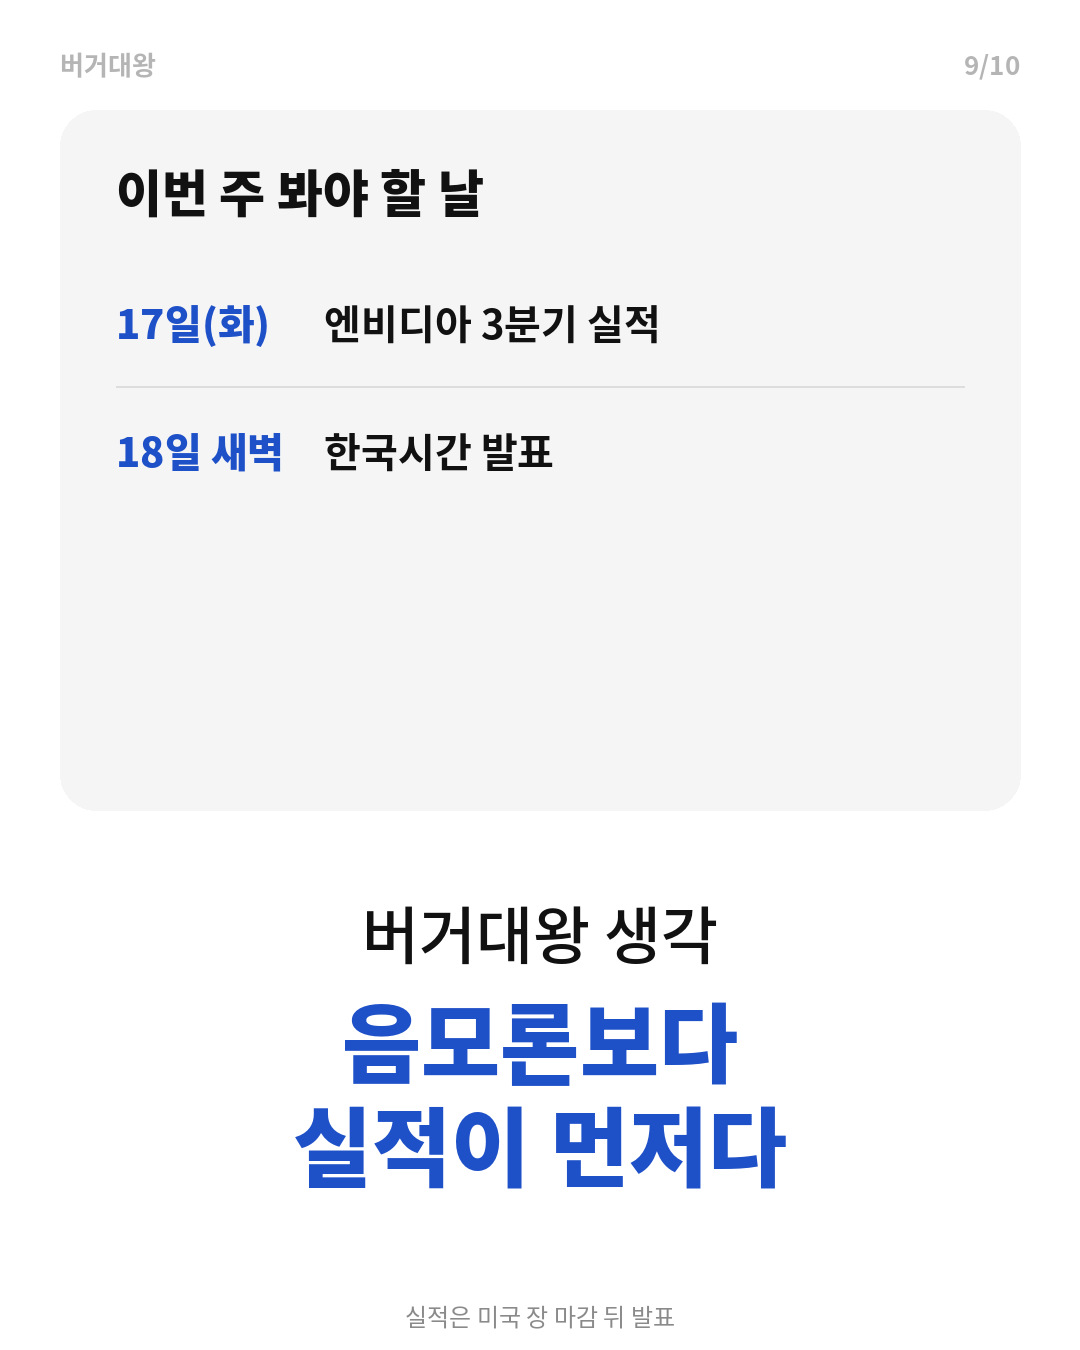 버거대왕
9/10
이번 주 봐야 할 날
17일(화) 엔비디아 3분기 실적
18일 새벽 한국시간 발표
버거대왕 생각
음모론보다
실적이 먼저다
실적은 미국 장 마감 뒤 발표